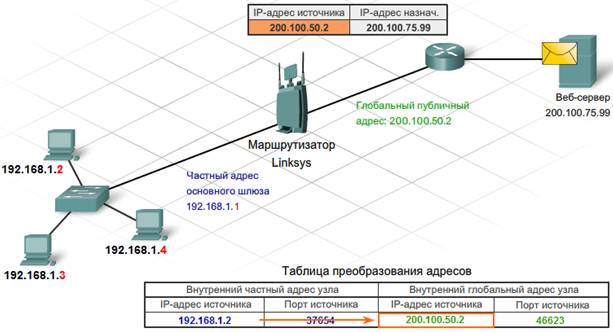 IP-адрес источника IP-адрес назнач.
200.100.50.2 200.100.75.99
Веб-сервер
200.100.75.99
Глобальный публичный
адрес: 200.100.50.2
Маршрутизатор
Linksys
Частный адрес
основного шлюза
192.168.1.1
192.168.1.2
192.168.1.4
192.168.1.3
Таблица преобразования адресов
Внутренний частный адрес узла Внутренний глобальный адрес узла
IP-адрес источника Порт источника IP-адрес источника Порт источника
192.168.1.2 37654 200.100.50.2 46623